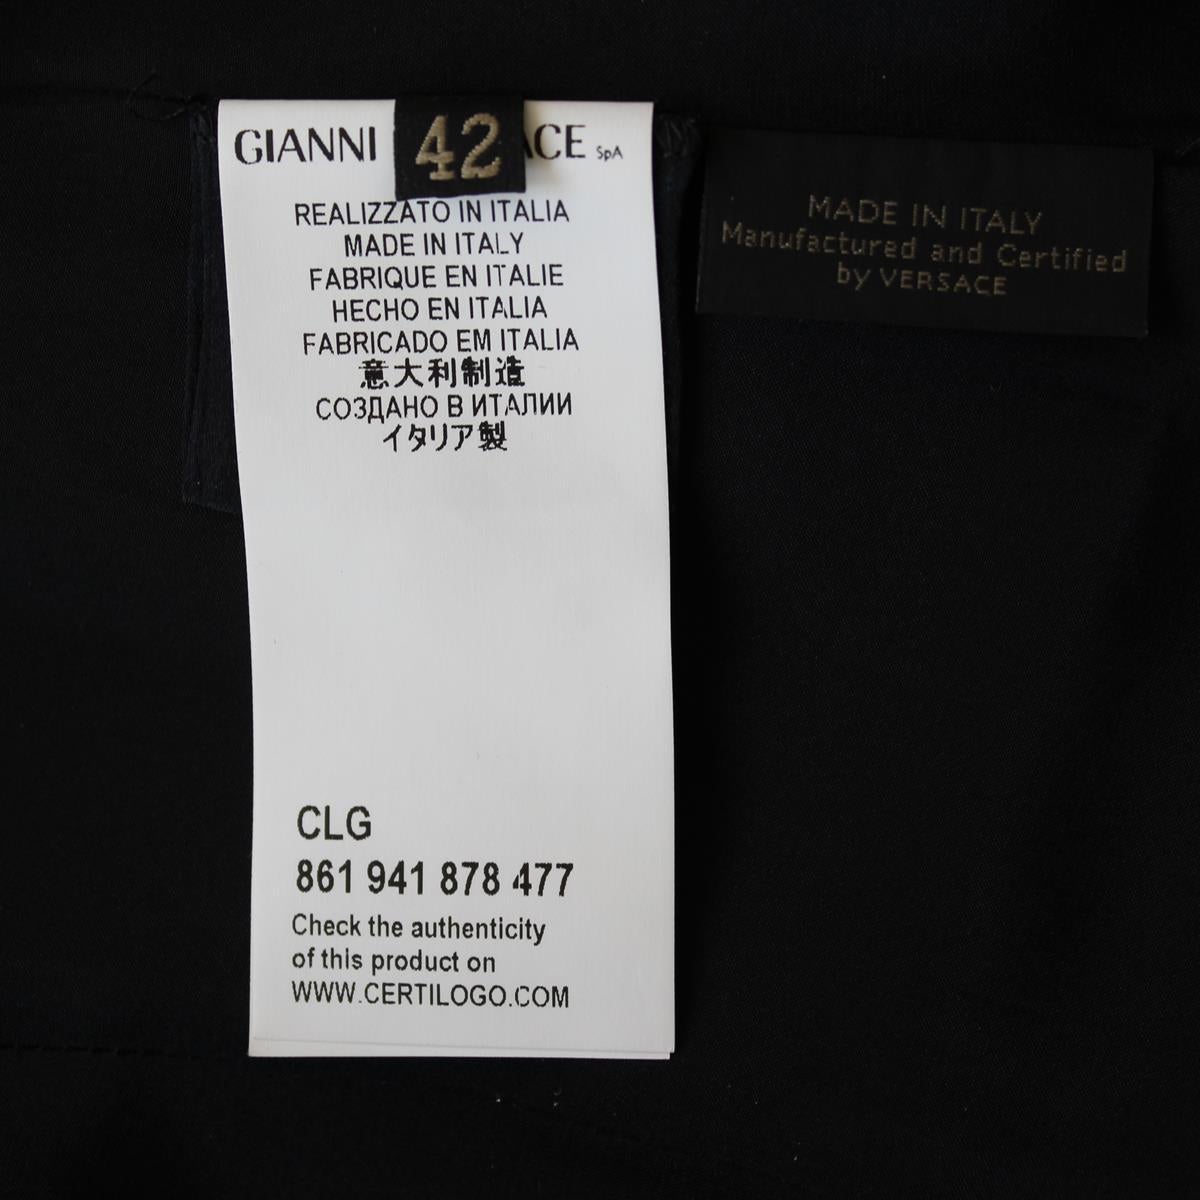 GIANNI ACE SpA
42
REALIZZATO IN ITALIA
MADE IN ITALY
FABRIQUE EN ITALIE
HECHO EN ITALIA
FABRICADO EM ITALIA
意大利制造
СОЗДАНО В ИТАЛИИ
イタリア製
CLG
861 941 878 477
Check the authenticity
of this product on
WWW.CERTILOGO.COM
MADE IN ITALY
Manufactured and Certified
by VERSACE